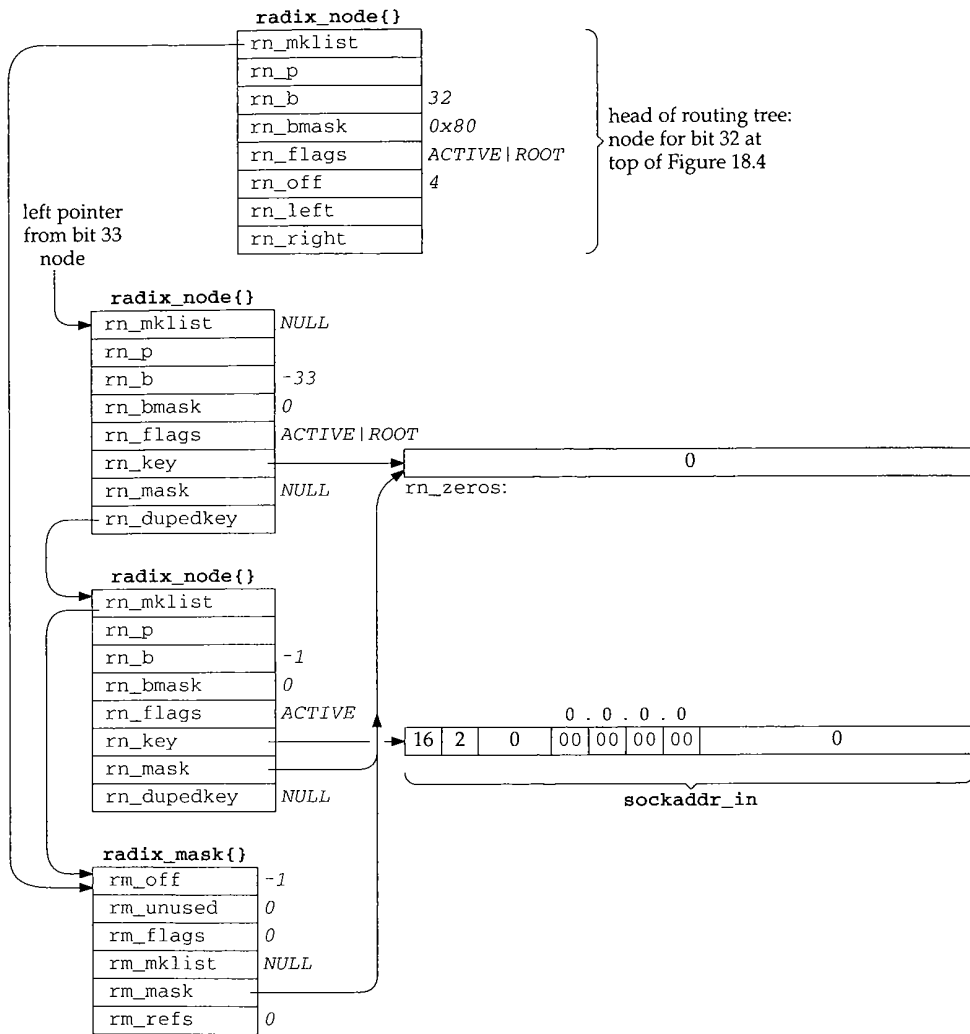 radix_node{}
rn_mklist
rn_p
rn_b 32
rn_bmask 0x80
rn_flags ACTIVE|ROOT
rn_off 4
rn_left
rn_right
head of routing tree:
node for bit 32 at
top of Figure 18.4
left pointer
from bit 33
node
radix_node{}
rn_mklist NULL
rn_p
rn_b -33
rn_bmask 0
rn_flags ACTIVE|ROOT
rn_key
rn_mask NULL
rn_dupedkey
0
rn_zeros:
radix_node{}
rn_mklist
rn_p
rn_b -1
rn_bmask 0
rn_flags ACTIVE
rn_key
rn_mask
rn_dupedkey NULL
0 . 0 . 0 . 0
16 2 0 00 00 00 00 0
sockaddr_in
radix_mask{}
rm_off -1
rm_unused 0
rm_flags 0
rm_mklist NULL
rm_mask
rm_refs 0